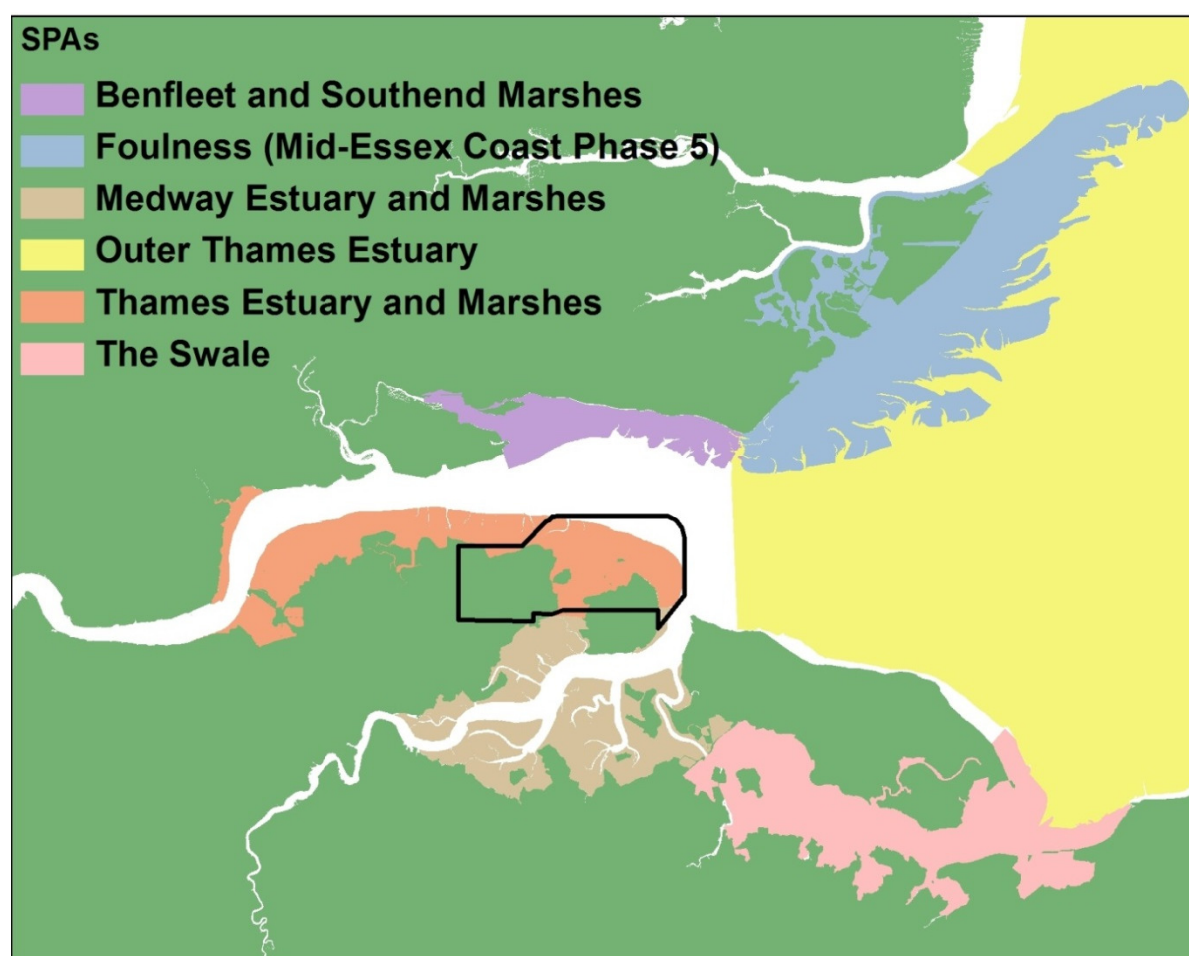 SPAs
Benfleet and Southend Marshes
Foulness (Mid-Essex Coast Phase 5)
Medway Estuary and Marshes
Outer Thames Estuary
Thames Estuary and Marshes
The Swale